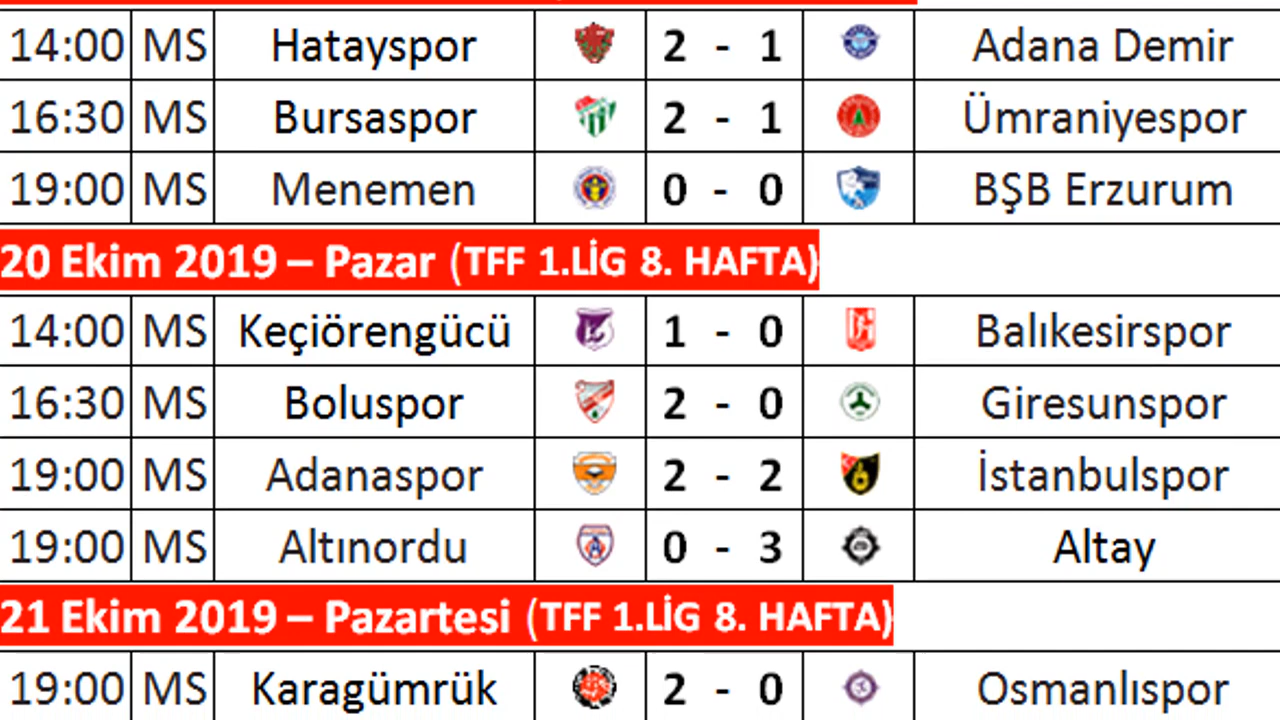 14:00 MS Hatayspor 2 - 1 Adana Demir
16:30 MS Bursaspor 2 - 1 Ümraniyespor
19:00 MS Menemen 0 - 0 BŞB Erzurum
20 Ekim 2019 – Pazar (TFF 1.LİG 8. HAFTA)
14:00 MS Keçiörengücü 1 - 0 Balıkesirspor
16:30 MS Boluspor 2 - 0 Giresunspor
19:00 MS Adanaspor 2 - 2 İstanbulspor
19:00 MS Altınordu 0 - 3 Altay
21 Ekim 2019 – Pazartesi (TFF 1.LİG 8. HAFTA)
19:00 MS Karagümrük 2 - 0 Osmanlıspor